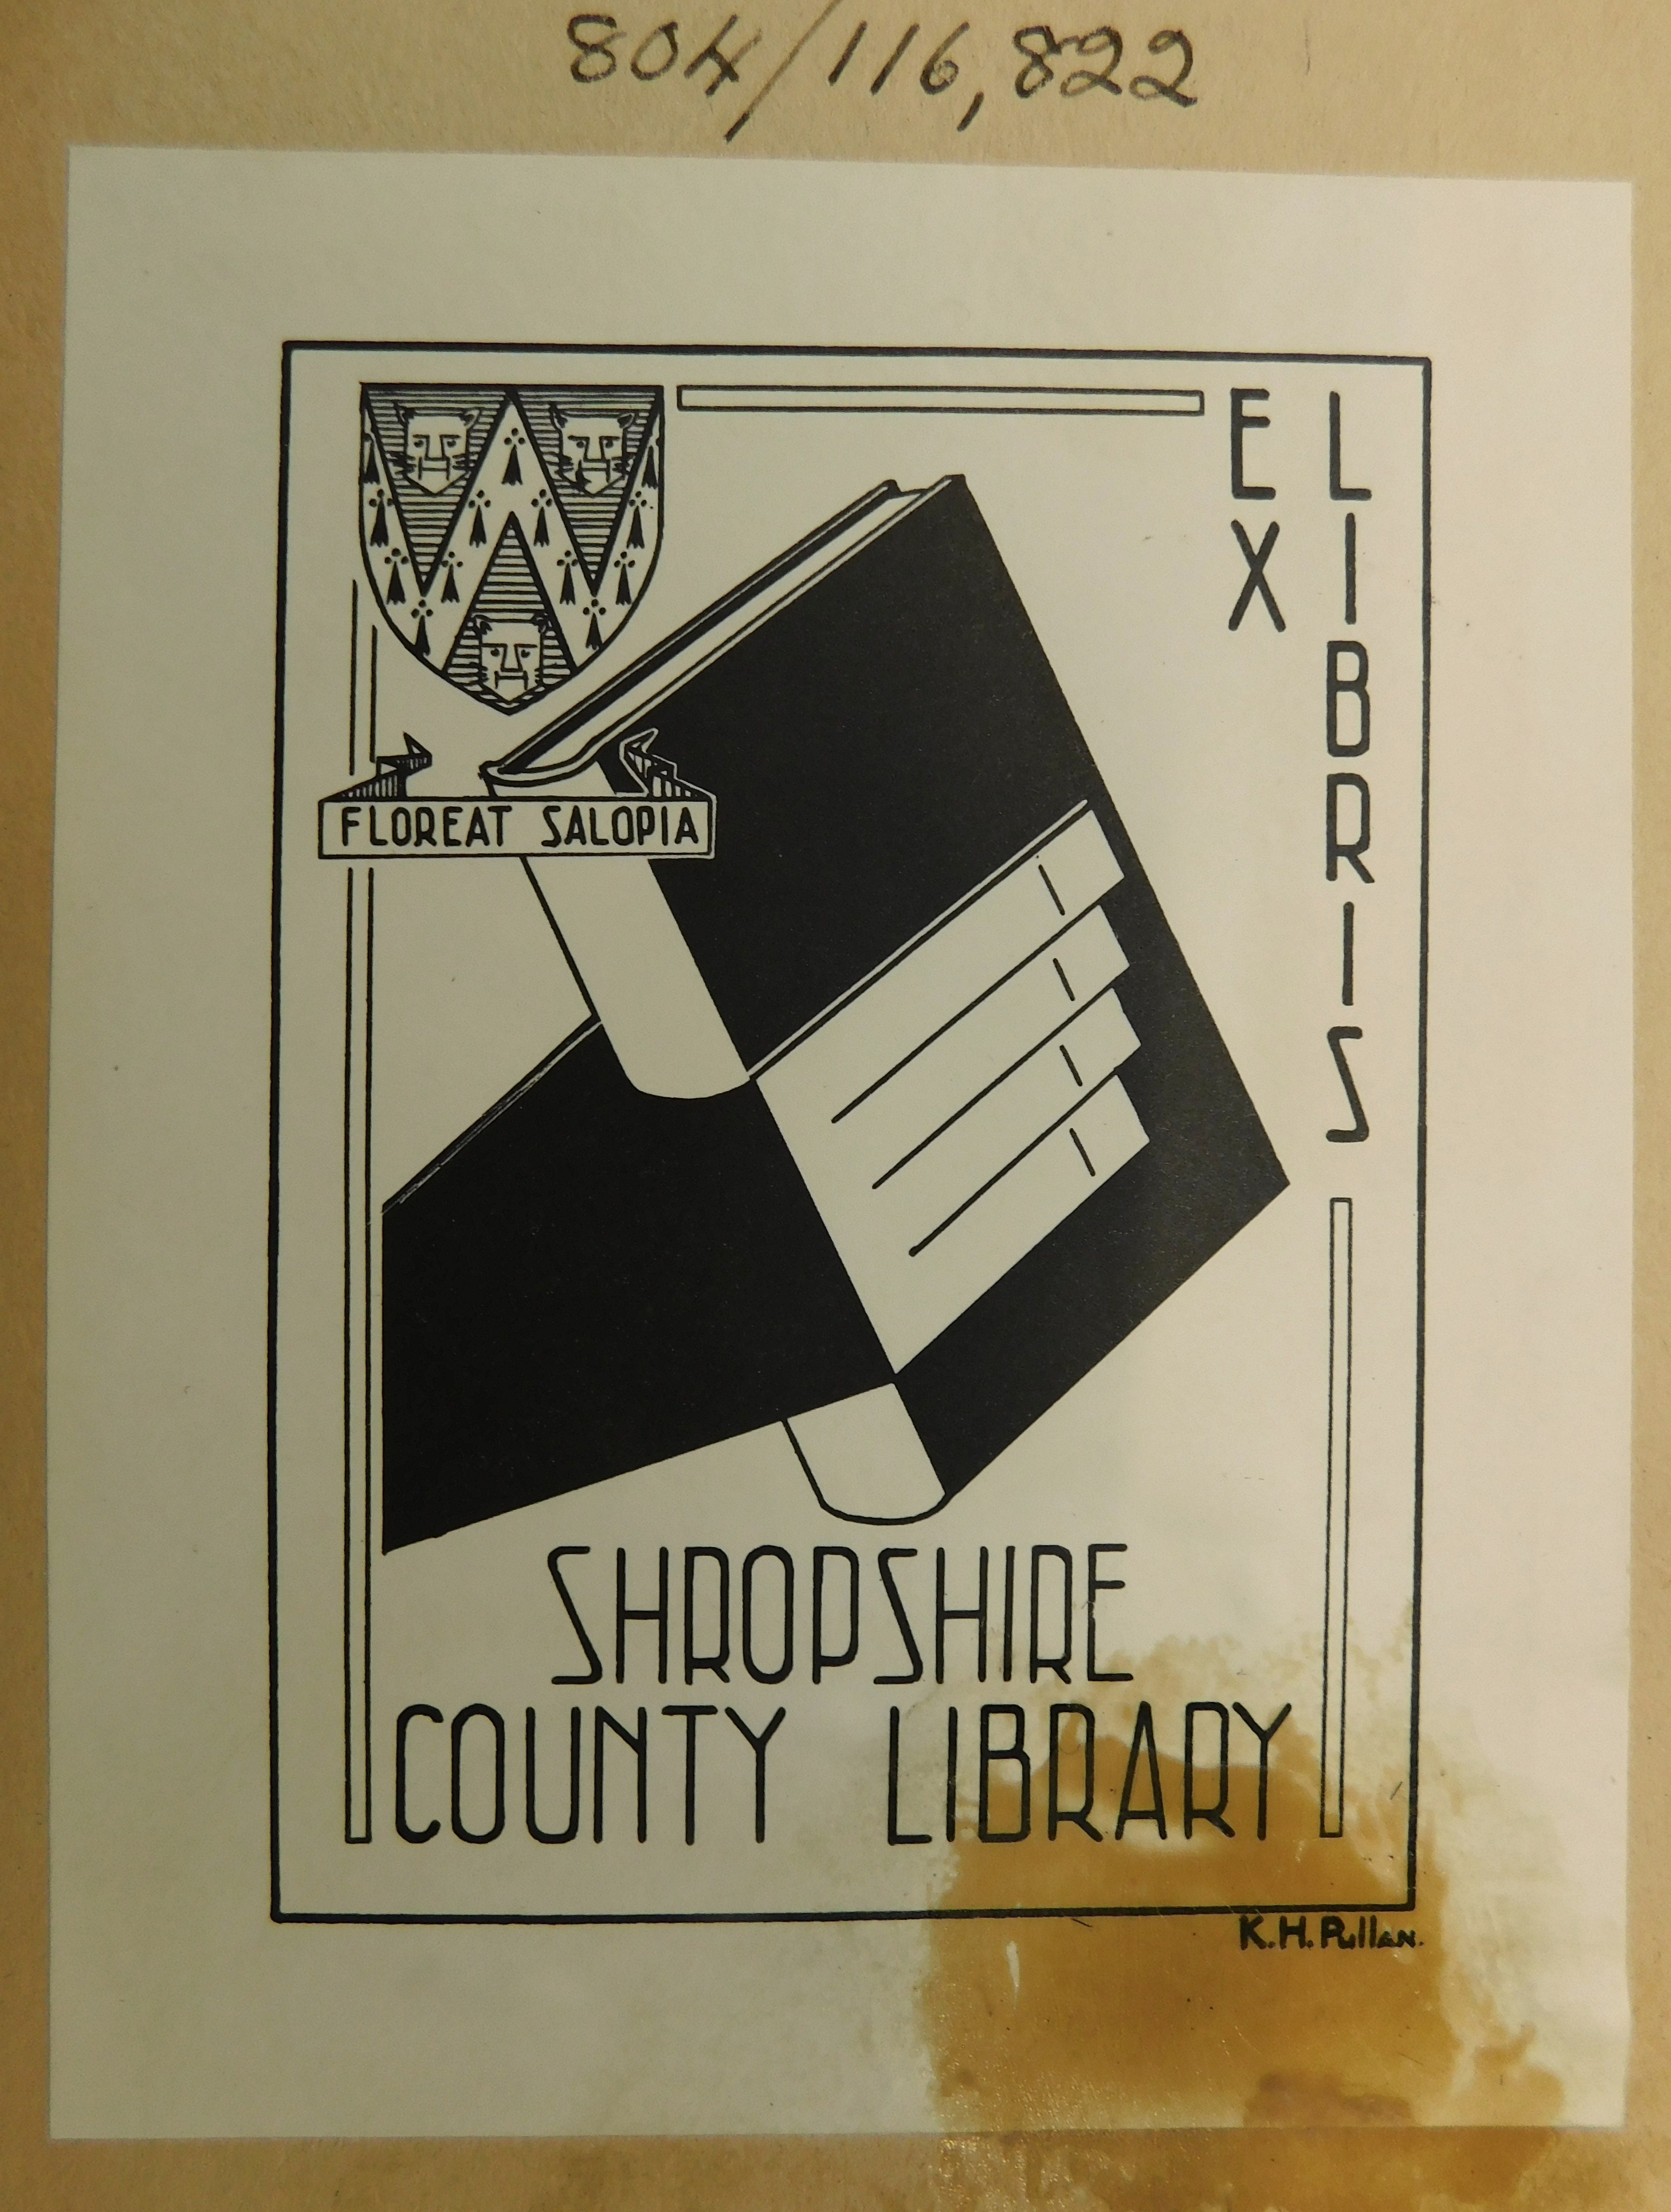 804/116,822
EX LIBRIS
FLOREAT SALOPIA
SHROPSHIRE
COUNTY LIBRARY
K.H. Pullan.